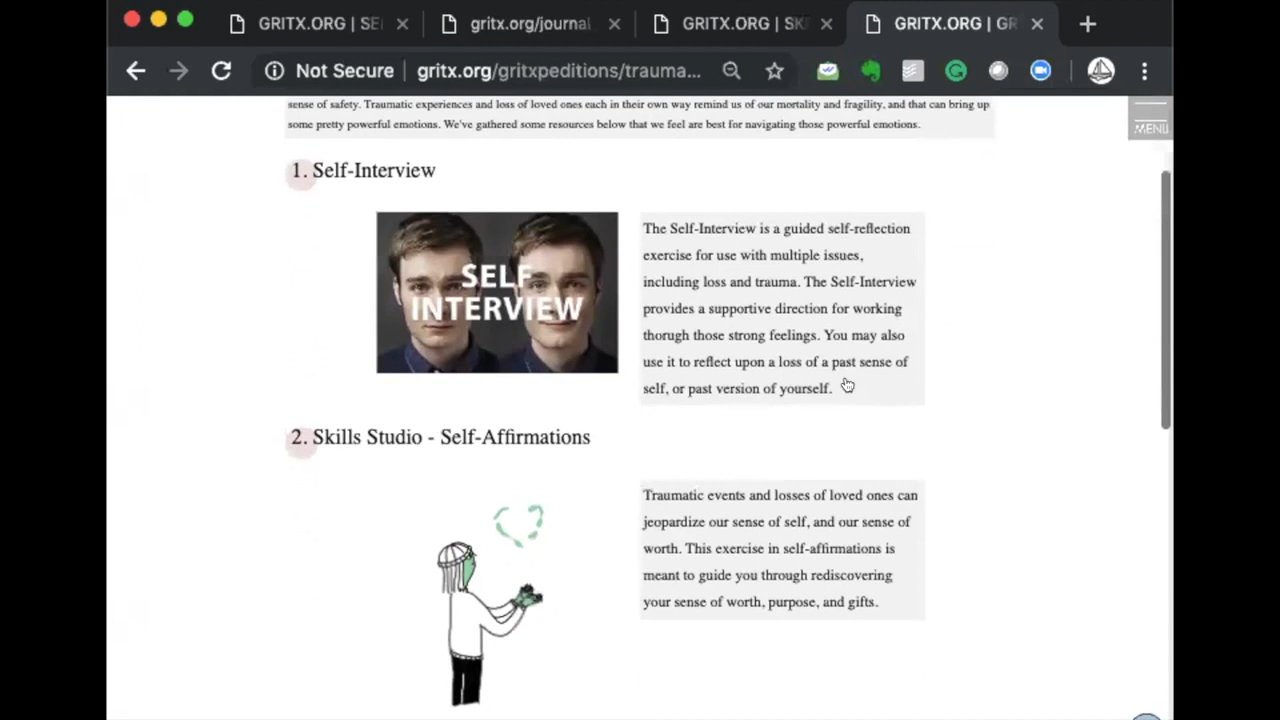 GRITX.ORG | SE
gritx.org/journal
GRITX.ORG | SK
GRITX.ORG | GR
Not Secure
gritx.org/gritxpeditions/trauma...
sense of safety. Traumatic experiences and loss of loved ones each in their own way remind us of our mortality and fragility, and that can bring up
some pretty powerful emotions. We've gathered some resources below that we feel are best for navigating those powerful emotions.
MENU
1. Self-Interview
SELF
INTERVIEW
The Self-Interview is a guided self-reflection
exercise for use with multiple issues,
including loss and trauma. The Self-Interview
provides a supportive direction for working
thorugh those strong feelings. You may also
use it to reflect upon a loss of a past sense of
self, or past version of yourself.
2. Skills Studio - Self-Affirmations
Traumatic events and losses of loved ones can
jeopardize our sense of self, and our sense of
worth. This exercise in self-affirmations is
meant to guide you through rediscovering
your sense of worth, purpose, and gifts.